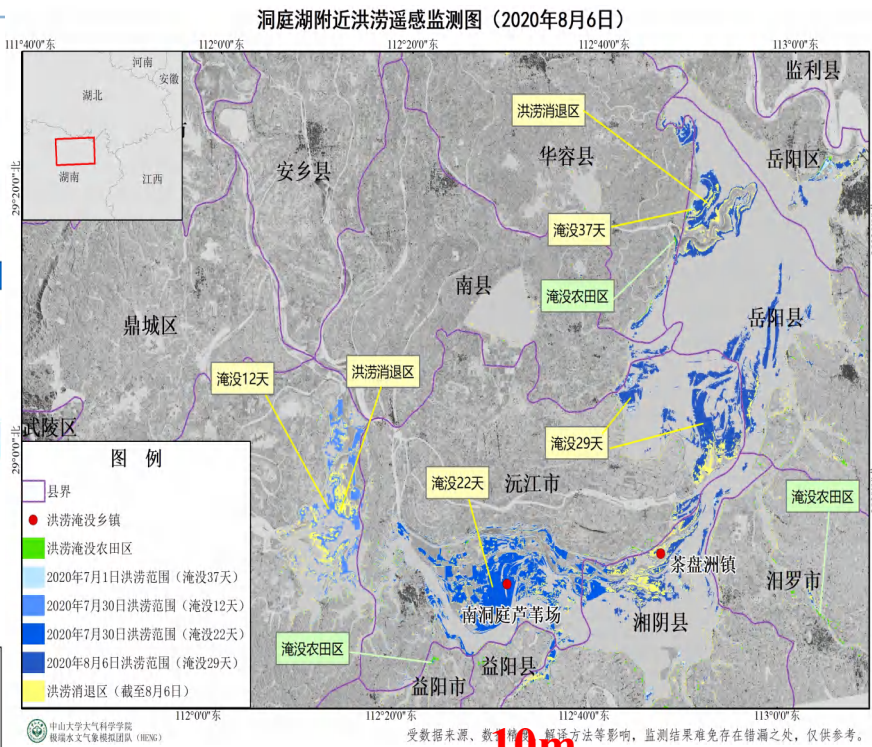 洞庭湖附近洪涝遥感监测图（2020年8月6日）
111°40'0"东
112°0'0"东
112°20'0"东
112°40'0"东
113°0'0"东
河南
安徽
湖北
湖南
江西
监利县
洪涝消退区
华容县
岳阳区
安乡县
29°20'0"北
淹没37天
淹没农田区
南县
岳阳县
鼎城区
淹没12天
洪涝消退区
武陵区
淹没29天
29°0'0"北
图 例
县界
洪涝淹没乡镇
洪涝淹没农田区
2020年7月1日洪涝范围（淹没37天）
2020年7月30日洪涝范围（淹没12天）
2020年7月30日洪涝范围（淹没22天）
2020年8月6日洪涝范围（淹没29天）
洪涝消退区（截至8月6日）
淹没22天
沅江市
淹没农田区
茶盘洲镇
汨罗市
南洞庭芦苇场
湘阴县
淹没农田区
益阳县
益阳市
112°0'0"东
112°20'0"东
112°40'0"东
113°0'0"东
中山大学大气科学学院
极端水文气象模拟团队（HENG）
受数据来源、数据精度、解译方法等影响，监测结果难免存在错漏之处，仅供参考。
10m